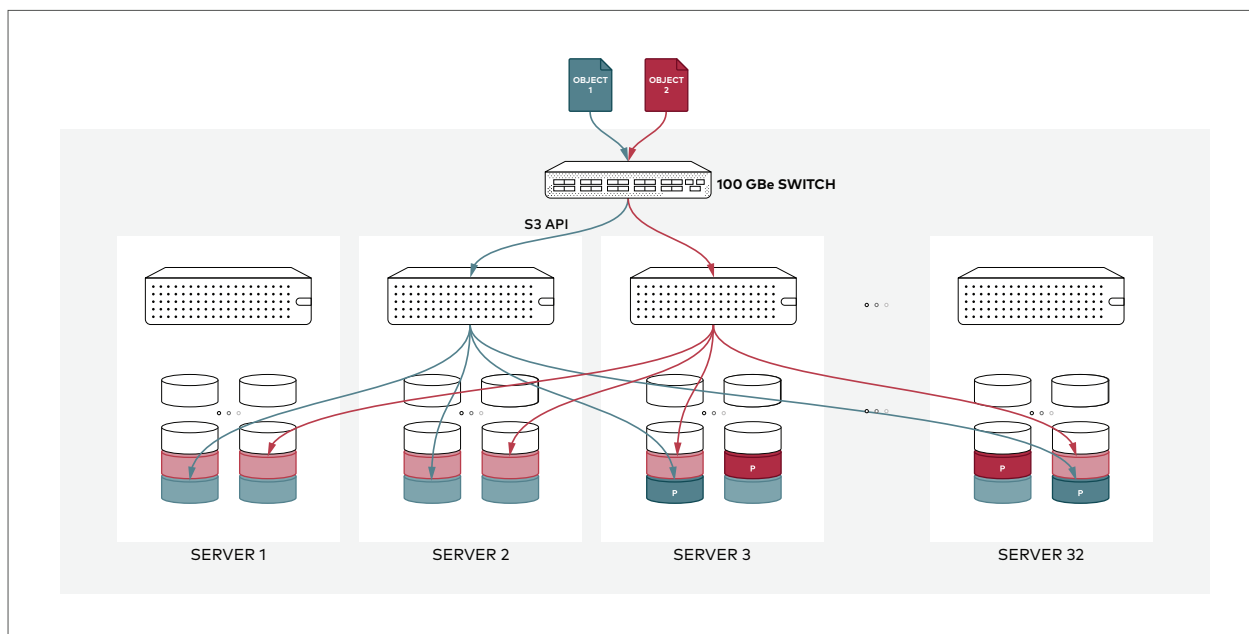 OBJECT
1
OBJECT
2
100 GBe SWITCH
S3 API
P
P
P
P
SERVER 1
SERVER 2
SERVER 3
SERVER 32